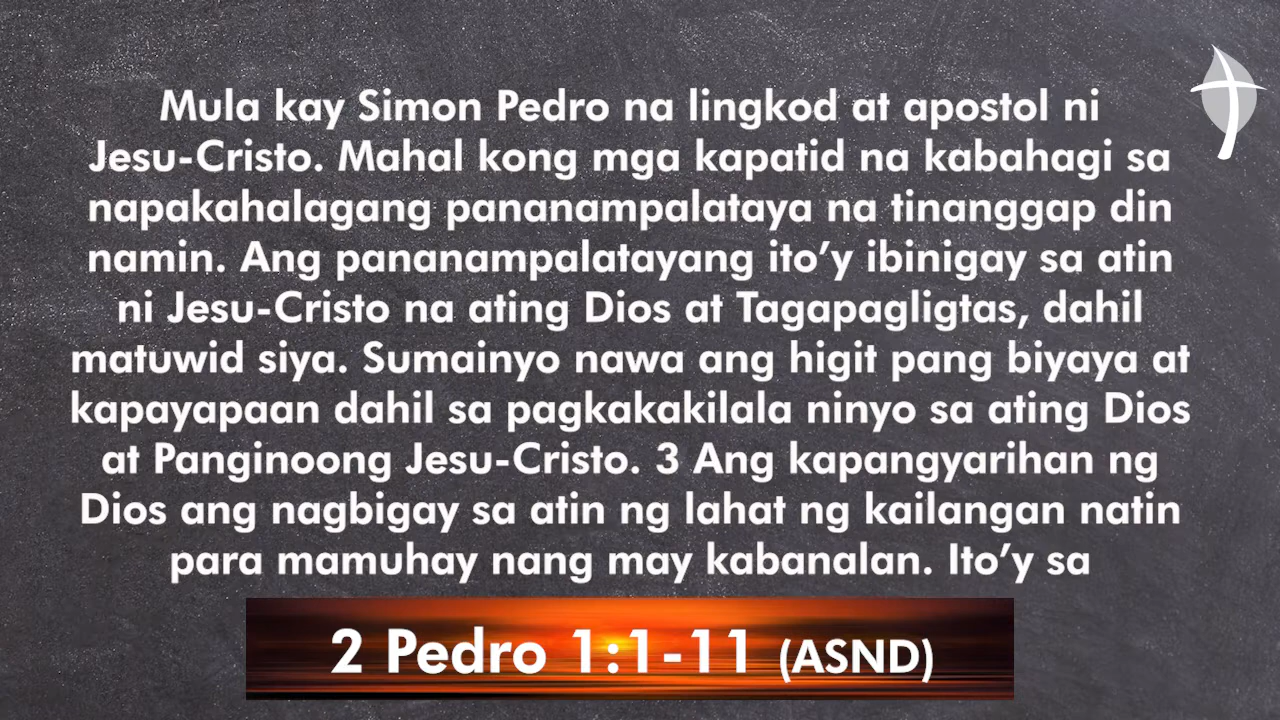 Mula kay Simon Pedro na lingkod at apostol ni
Jesu-Cristo. Mahal kong mga kapatid na kabahagi sa
napakahalagang pananampalataya na tinanggap din
namin. Ang pananampalatayang ito’y ibinigay sa atin
ni Jesu-Cristo na ating Dios at Tagapagligtas, dahil
matuwid siya. Sumainyo nawa ang higit pang biyaya at
kapayapaan dahil sa pagkakakilala ninyo sa ating Dios
at Panginoong Jesu-Cristo. 3 Ang kapangyarihan ng
Dios ang nagbigay sa atin ng lahat ng kailangan natin
para mamuhay nang may kabanalan. Ito’y sa
2 Pedro 1:1-11 (ASND)